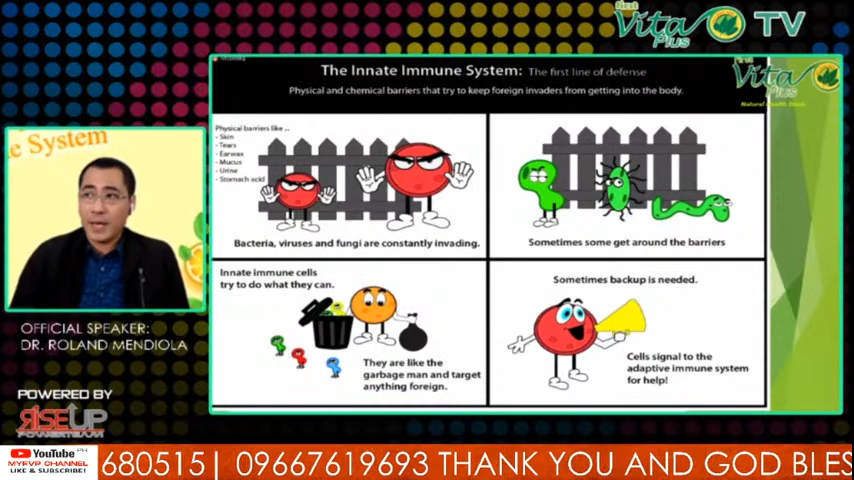 first
Vita
Plus
TV
The Innate Immune System: The first line of defense
Physical and chemical barriers that try to keep foreign invaders from getting into the body.
first
Vita
Plus
Natural Health Drink
e System
Physical barriers like ...
- Skin
- Tears
- Earwax
- Mucus
- Urine
- Stomach acid
Bacteria, viruses and fungi are constantly invading.
Sometimes some get around the barriers
Innate immune cells
try to do what they can.
They are like the
garbage man and target
anything foreign.
Sometimes backup is needed.
Cells signal to the
adaptive immune system
for help!
OFFICIAL SPEAKER:
DR. ROLAND MENDIOLA
POWERED BY
RISEUP
POWERTEAM
YouTube PH
MYFVP CHANNEL
LIKE & SUBSCRIBE!
680515| 09667619693 THANK YOU AND GOD BLES